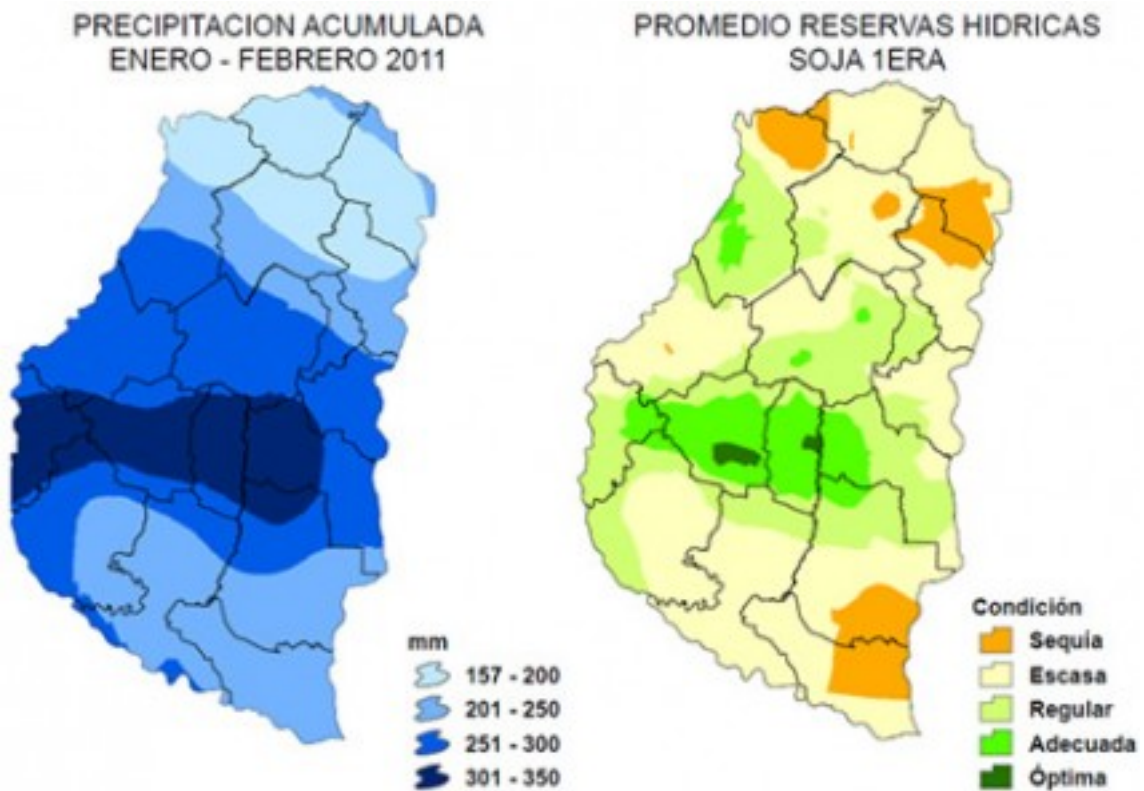 PRECIPITACION ACUMULADA
ENERO - FEBRERO 2011
PROMEDIO RESERVAS HIDRICAS
SOJA 1ERA
mm
157 - 200
201 - 250
251 - 300
301 - 350
Condición
Sequía
Escasa
Regular
Adecuada
Óptima